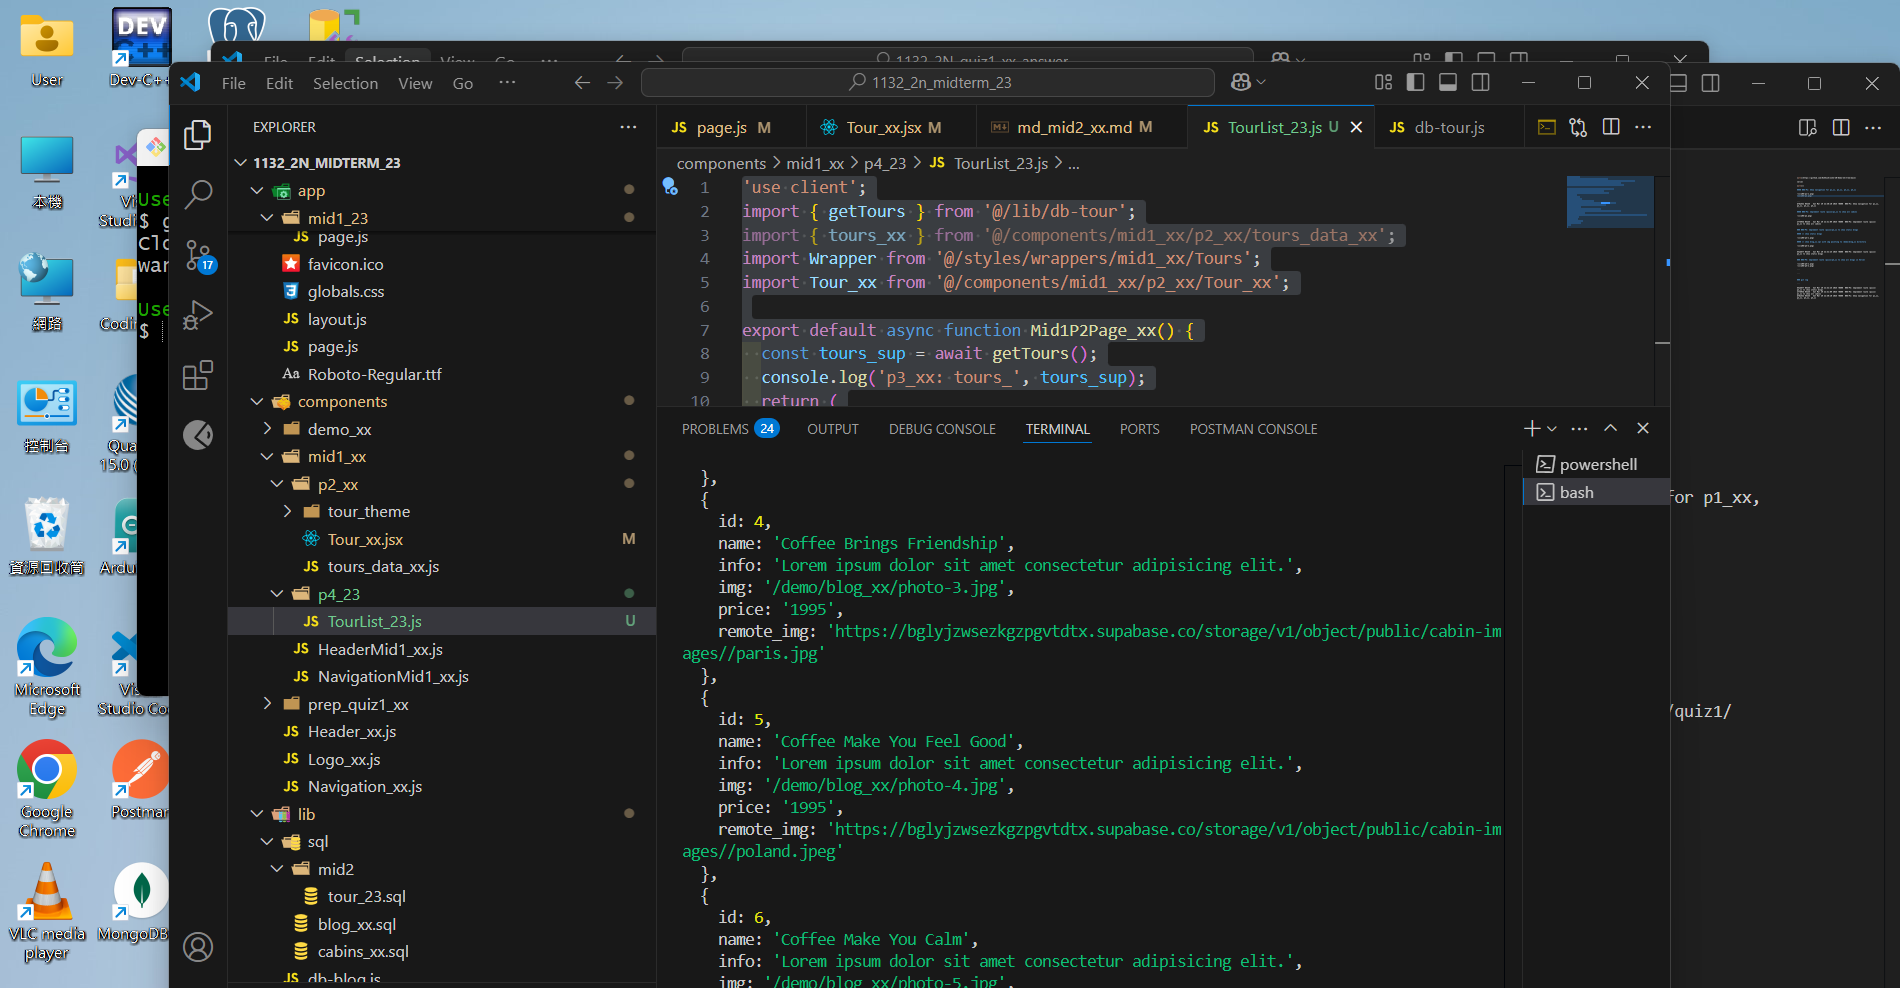 User
Dev-C++
本機
網路
控制台
資源回收筒
Microsoft
Edge
Google
Chrome
Postman
VLC media
player
MongoDB
DEV
File Edit Selection View Go ···
1132_2N_quiz1_xx_answer
File Edit Selection View Go ···
1132_2n_midterm_23
EXPLORER
1132_2N_MIDTERM_23
app
mid1_23
page.js
favicon.ico
globals.css
layout.js
page.js
Aa Roboto-Regular.ttf
components
demo_xx
mid1_xx
p2_xx
tour_theme
Tour_xx.jsx M
tours_data_xx.js
p4_23
TourList_23.js U
HeaderMid1_xx.js
NavigationMid1_xx.js
prep_quiz1_xx
Header_xx.js
Logo_xx.js
Navigation_xx.js
lib
sql
mid2
tour_23.sql
blog_xx.sql
cabins_xx.sql
db-blog.js
17
JS page.js M
Tour_xx.jsx M
md_mid2_xx.md M
JS TourList_23.js U
JS db-tour.js
components > mid1_xx > p4_23 > JS TourList_23.js > ...
1 'use client';
2 import { getTours } from '@/lib/db-tour';
3 import { tours_xx } from '@/components/mid1_xx/p2_xx/tours_data_xx';
4 import Wrapper from '@/styles/wrappers/mid1_xx/Tours';
5 import Tour_xx from '@/components/mid1_xx/p2_xx/Tour_xx';
6
7 export default async function Mid1P2Page_xx() {
8 const tours_sup = await getTours();
9 console.log('p3_xx: tours_', tours_sup);
10 return (
PROBLEMS 24 OUTPUT DEBUG CONSOLE TERMINAL PORTS POSTMAN CONSOLE
powershell
bash
},
{
id: 4,
name: 'Coffee Brings Friendship',
info: 'Lorem ipsum dolor sit amet consectetur adipisicing elit.',
img: '/demo/blog_xx/photo-3.jpg',
price: '1995',
remote_img: 'https://bglyjzwsezkgzpgvtdtx.supabase.co/storage/v1/object/public/cabin-im
ages//paris.jpg'
},
{
id: 5,
name: 'Coffee Make You Feel Good',
info: 'Lorem ipsum dolor sit amet consectetur adipisicing elit.',
img: '/demo/blog_xx/photo-4.jpg',
price: '1995',
remote_img: 'https://bglyjzwsezkgzpgvtdtx.supabase.co/storage/v1/object/public/cabin-im
ages//poland.jpeg'
},
{
id: 6,
name: 'Coffee Make You Calm',
info: 'Lorem ipsum dolor sit amet consectetur adipisicing elit.',
img: '/demo/blog_xx/photo-5.jpg',
for p1_xx,
/quiz1/